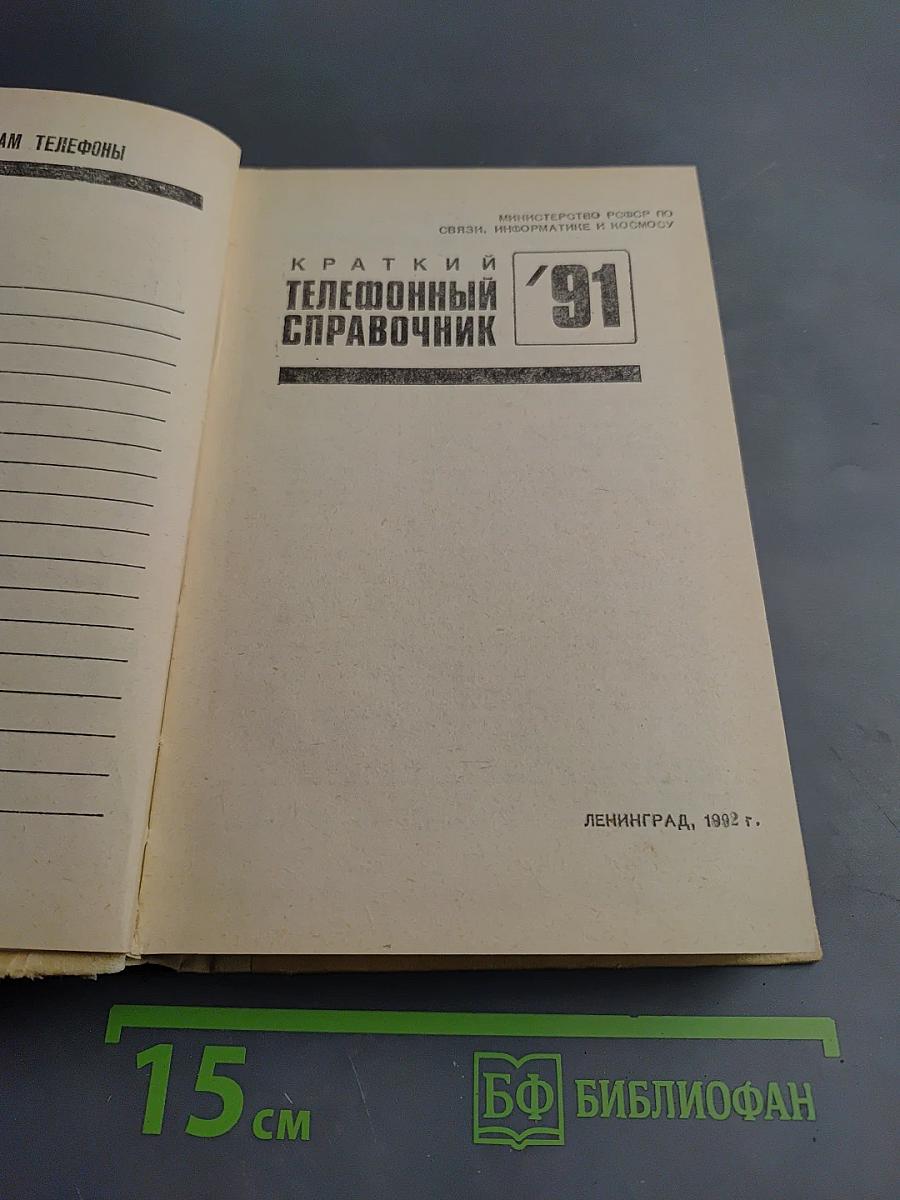 АМ ТЕЛЕФОНЫ
МИНИСТЕРСТВО РСФСР ПО
СВЯЗИ, ИНФОРМАТИКЕ И КОСМОСУ
КРАТКИЙ
ТЕЛЕФОННЫЙ
СПРАВОЧНИК
'91
ЛЕНИНГРАД, 1992 г.
15 см
БФ БИБЛИОФАН